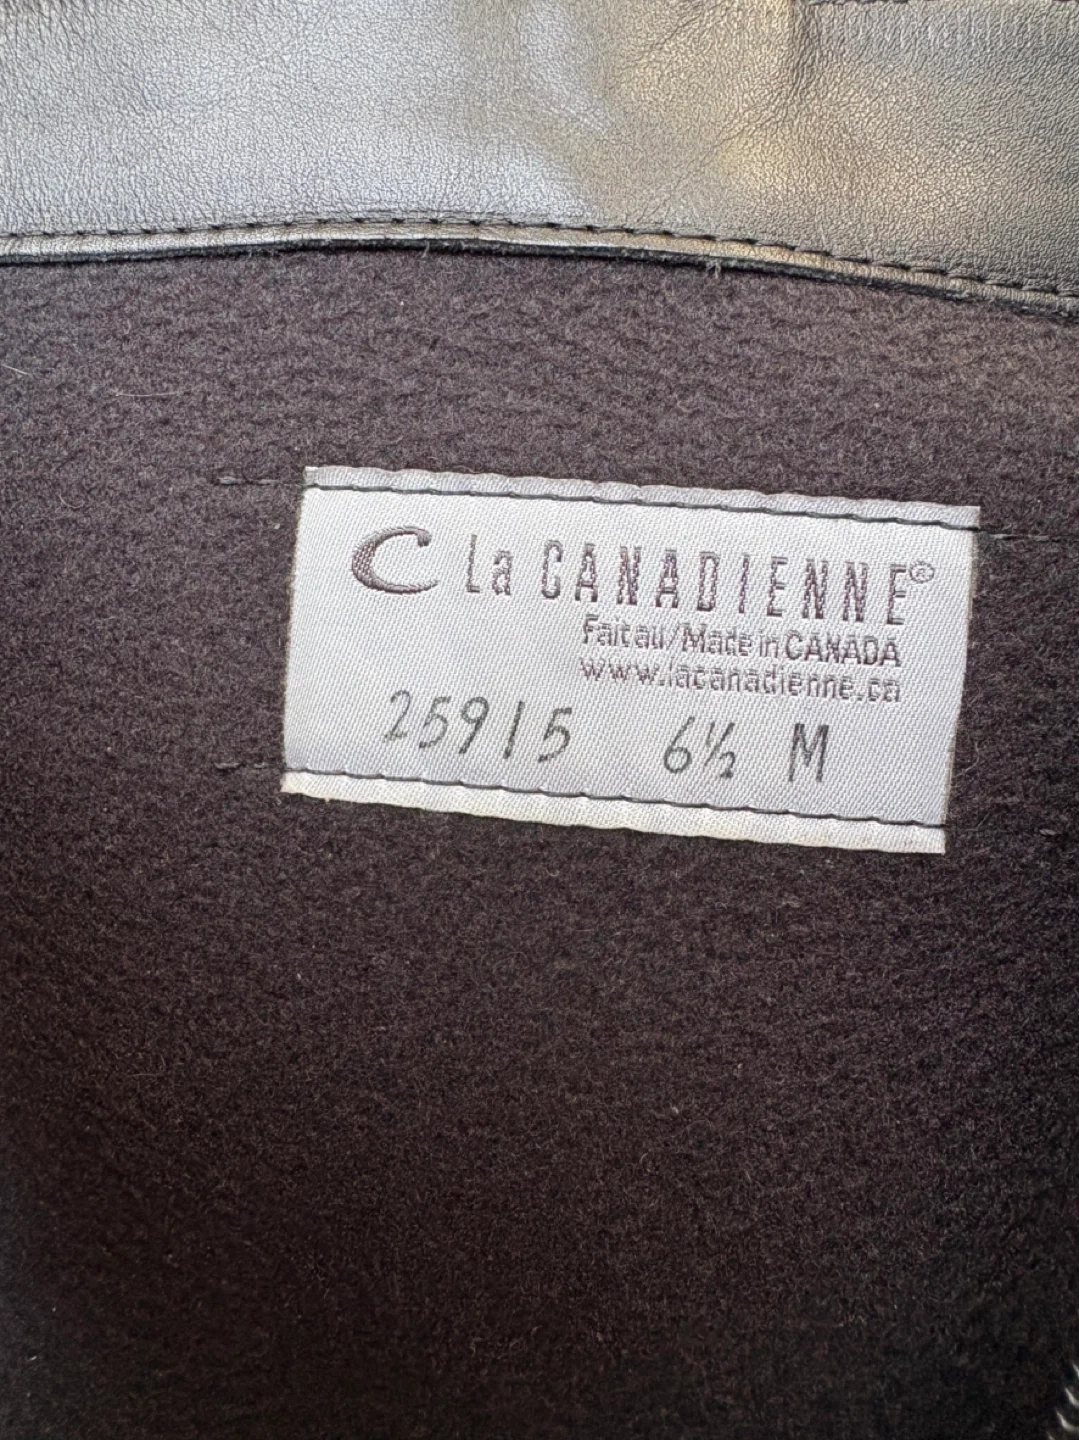 C La CANADIENNE®
Fait au/Made in CANADA
www.lacanadienne.ca
25915 6½ M